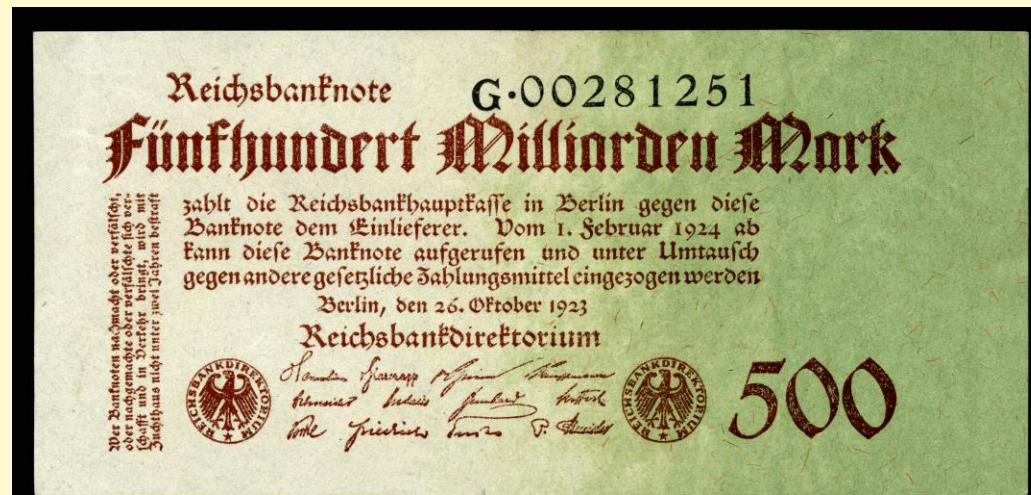 Reichsbanknote
G·00281251
Fünfhundert Milliarden Mark
zahlt die Reichsbankhauptkasse in Berlin gegen diese
Banknote dem Einlieferer. Vom 1. Februar 1924 ab
kann diese Banknote aufgerufen und unter Umtausch
gegen andere gesetzliche Zahlungsmittel eingezogen werden
Berlin, den 26. Oktober 1923
Reichsbankdirektorium
REICHSBANKDIREKTORIUM
REICHSBANKDIREKTORIUM
500
Wer Banknoten nachmacht oder verfälscht,
oder nachgemachte oder verfälschte sich ver-
schafft und in Verkehr bringt, wird mit
Zuchthaus nicht unter zwei Jahren bestraft